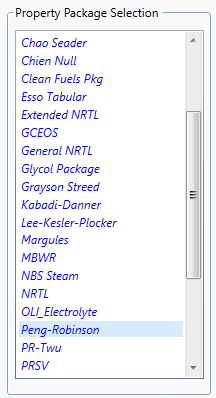 Property Package Selection
Chao Seader
Chien Null
Clean Fuels Pkg
Esso Tabular
Extended NRTL
GCEOS
General NRTL
Glycol Package
Grayson Streed
Kabadi-Danner
Lee-Kesler-Plocker
Margules
MBWR
NBS Steam
NRTL
OLI_Electrolyte
Peng-Robinson
PR-Twu
PRSV